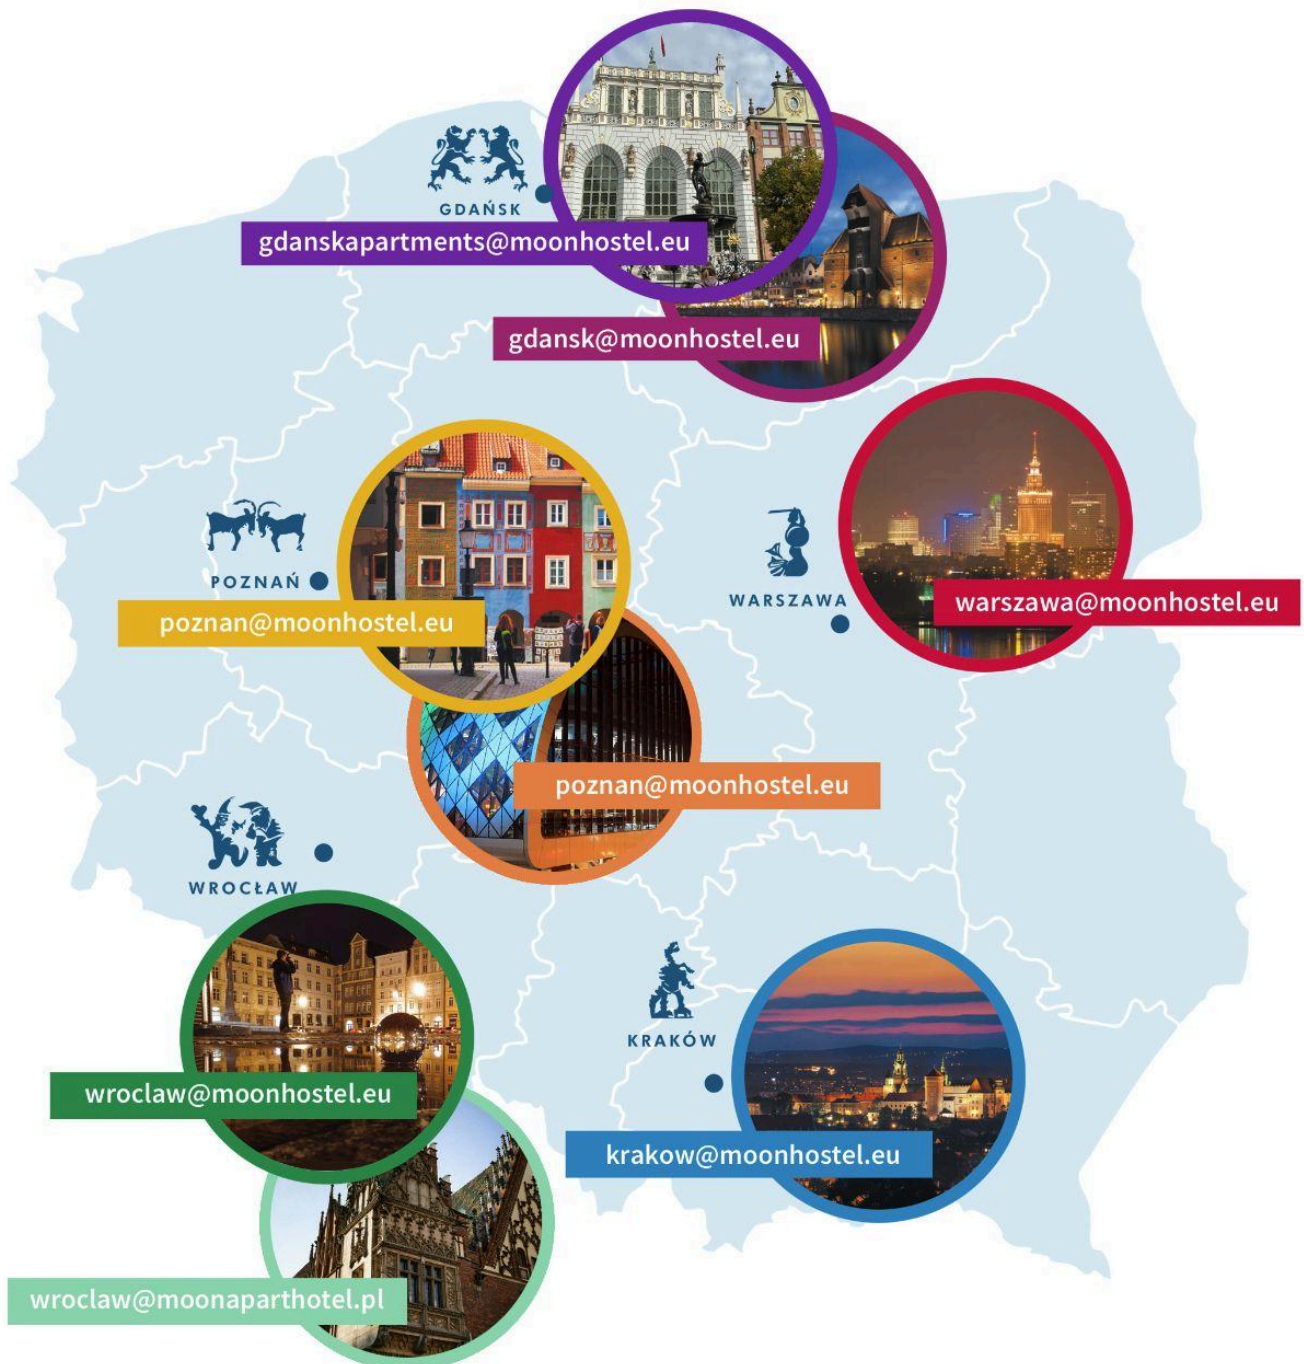 GDAŃSK
gdanskapartments@moonhostel.eu
gdansk@moonhostel.eu
POZNAŃ
poznan@moonhostel.eu
WARSZAWA
warszawa@moonhostel.eu
poznan@moonhostel.eu
WROCŁAW
wroclaw@moonhostel.eu
KRAKÓW
krakow@moonhostel.eu
wroclaw@moonaparthotel.pl